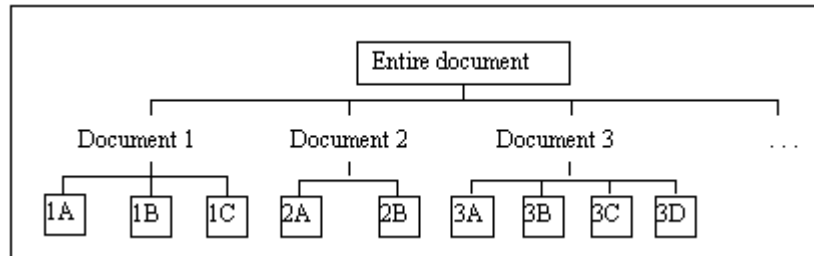 Entire document
Document 1 Document 2 Document 3 . . .
1A 1B 1C 2A 2B 3A 3B 3C 3D